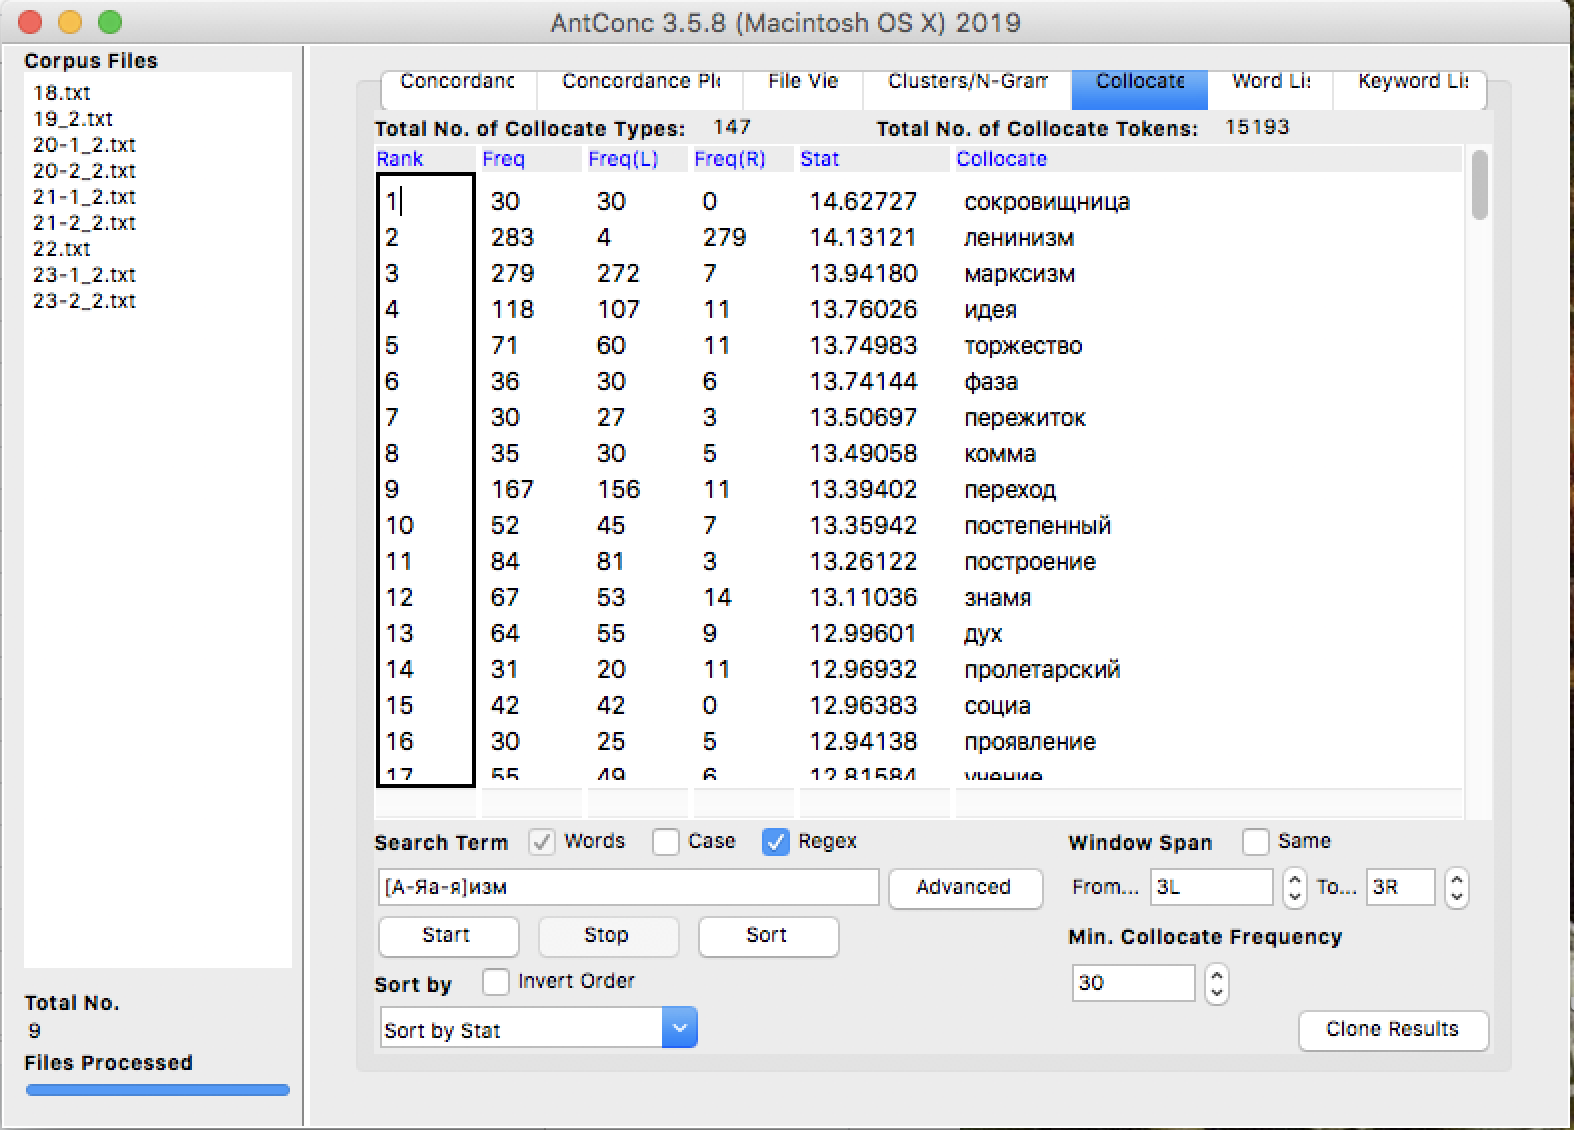 AntConc 3.5.8 (Macintosh OS X) 2019
Corpus Files
18.txt
19_2.txt
20-1_2.txt
20-2_2.txt
21-1_2.txt
21-2_2.txt
22.txt
23-1_2.txt
23-2_2.txt
Total No.
9
Files Processed
Concordanc Concordance Plo File Vie Clusters/N-Gram Collocate Word Lis Keyword Lis
Total No. of Collocate Types: 147 Total No. of Collocate Tokens: 15193
Rank Freq Freq(L) Freq(R) Stat Collocate
1 30 30 0 14.62727 сокровищница
2 283 4 279 14.13121 ленинизм
3 279 272 7 13.94180 марксизм
4 118 107 11 13.76026 идея
5 71 60 11 13.74983 торжество
6 36 30 6 13.74144 фаза
7 30 27 3 13.50697 пережиток
8 35 30 5 13.49058 комма
9 167 156 11 13.39402 переход
10 52 45 7 13.35942 постепенный
11 84 81 3 13.26122 построение
12 67 53 14 13.11036 знамя
13 64 55 9 12.99601 дух
14 31 20 11 12.96932 пролетарский
15 42 42 0 12.96383 социа
16 30 25 5 12.94138 проявление
17 55 49 6 12.81584 учение
Search Term Words Case Regex
[А-Яа-я]изм Advanced
Start Stop Sort
Sort by Invert Order
Sort by Stat
Window Span Same
From... 3L To... 3R
Min. Collocate Frequency
30
Clone Results